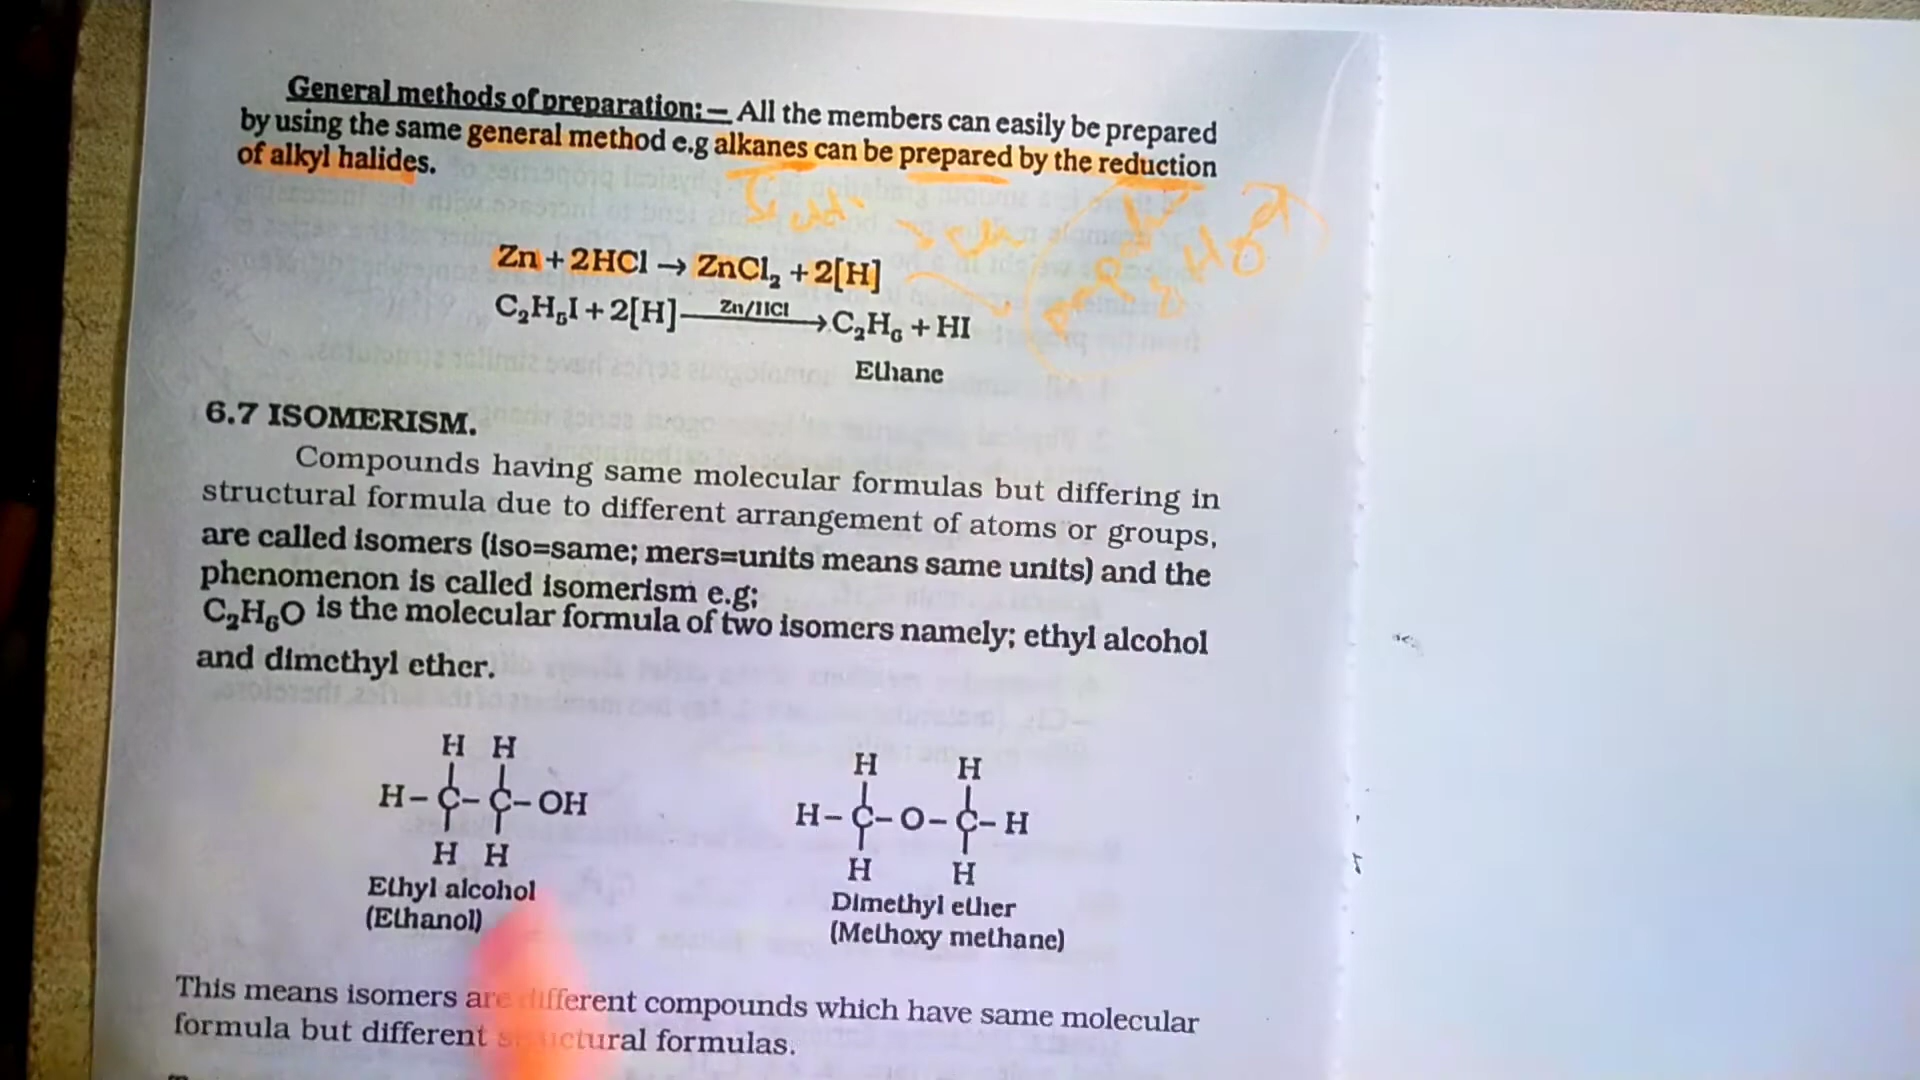 General methods of preparation:— All the members can easily be prepared
by using the same general method e.g alkanes can be prepared by the reduction
of alkyl halides.
Zn + 2HCl → ZnCl₂ + 2[H]
C₂H₅I + 2[H] Zn/HCl → C₂H₆ + HI
Ethane
6.7 ISOMERISM.
Compounds having same molecular formulas but differing in
structural formula due to different arrangement of atoms or groups,
are called isomers (iso=same; mers=units means same units) and the
phenomenon is called isomerism e.g;
C₂H₆O is the molecular formula of two isomers namely; ethyl alcohol
and dimethyl ether.
H H
H – C – C – OH
H H
Ethyl alcohol
(Ethanol)
H H
H – C – O – C – H
H H
Dimethyl ether
(Methoxy methane)
This means isomers are different compounds which have same molecular
formula but different structural formulas.